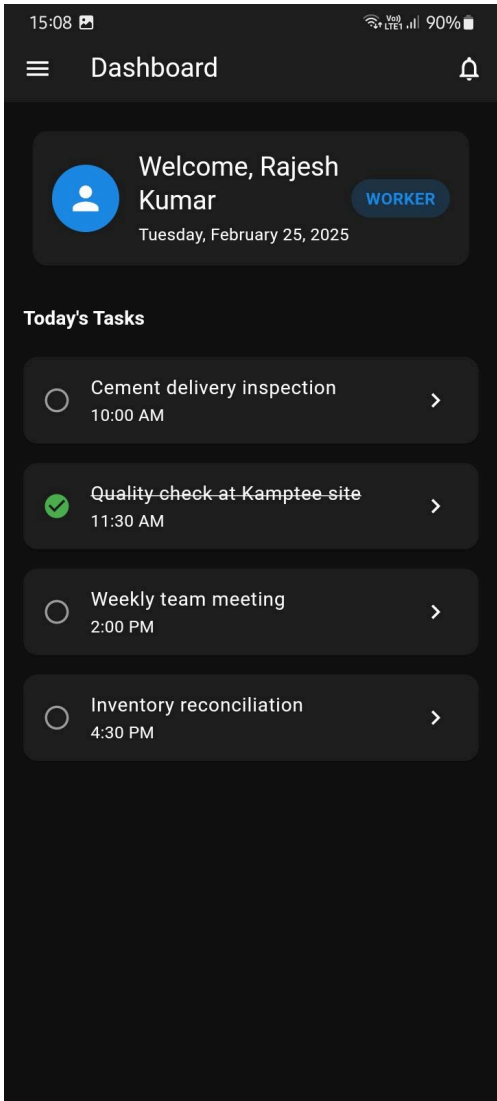 15:08 90%
Dashboard
Welcome, Rajesh
Kumar
WORKER
Tuesday, February 25, 2025
Today's Tasks
Cement delivery inspection
10:00 AM
Quality check at Kamptee site
11:30 AM
Weekly team meeting
2:00 PM
Inventory reconciliation
4:30 PM